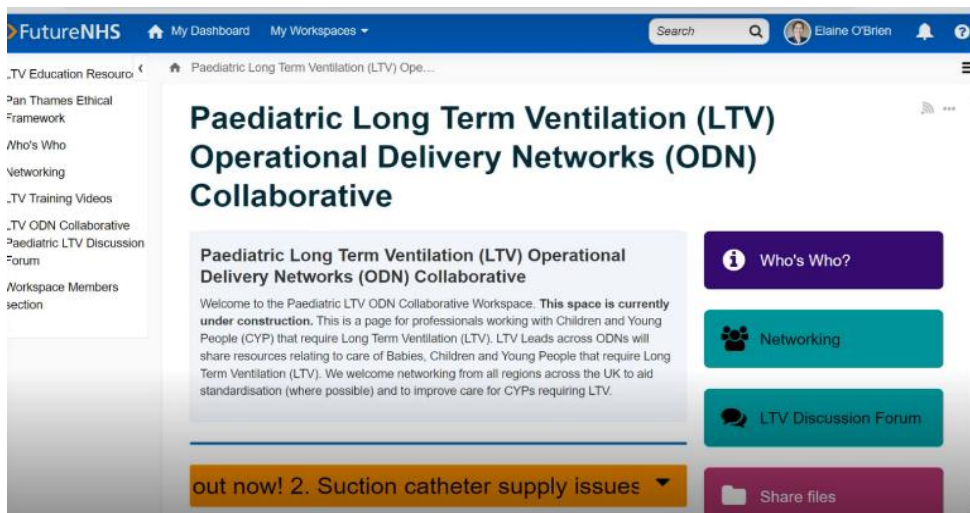 FutureNHS My Dashboard My Workspaces Search Elaine O'Brien
LTV Education Resourc
Pan Thames Ethical
Framework
Who's Who
Networking
LTV Training Videos
LTV ODN Collaborative
Paediatric LTV Discussion
Forum
Workspace Members
section
Paediatric Long Term Ventilation (LTV) Ope...
Paediatric Long Term Ventilation (LTV)
Operational Delivery Networks (ODN)
Collaborative
Paediatric Long Term Ventilation (LTV) Operational
Delivery Networks (ODN) Collaborative
Welcome to the Paediatric LTV ODN Collaborative Workspace. This space is currently
under construction. This is a page for professionals working with Children and Young
People (CYP) that require Long Term Ventilation (LTV). LTV Leads across ODNs will
share resources relating to care of Babies, Children and Young People that require Long
Term Ventilation (LTV). We welcome networking from all regions across the UK to aid
standardisation (where possible) and to improve care for CYPs requiring LTV.
out now! 2. Suction catheter supply issues
Who's Who?
Networking
LTV Discussion Forum
Share files